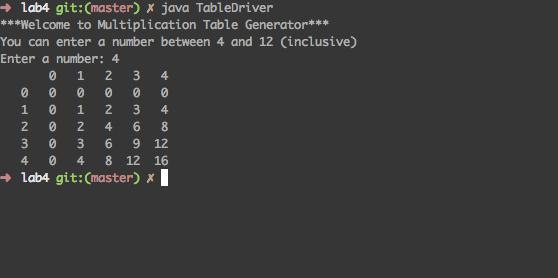 ➜ lab4 git:(master) ✗ java TableDriver
***Welcome to Multiplication Table Generator***
You can enter a number between 4 and 12 (inclusive)
Enter a number: 4
0 1 2 3 4
0 0 0 0 0 0
1 0 1 2 3 4
2 0 2 4 6 8
3 0 3 6 9 12
4 0 4 8 12 16
➜ lab4 git:(master) ✗